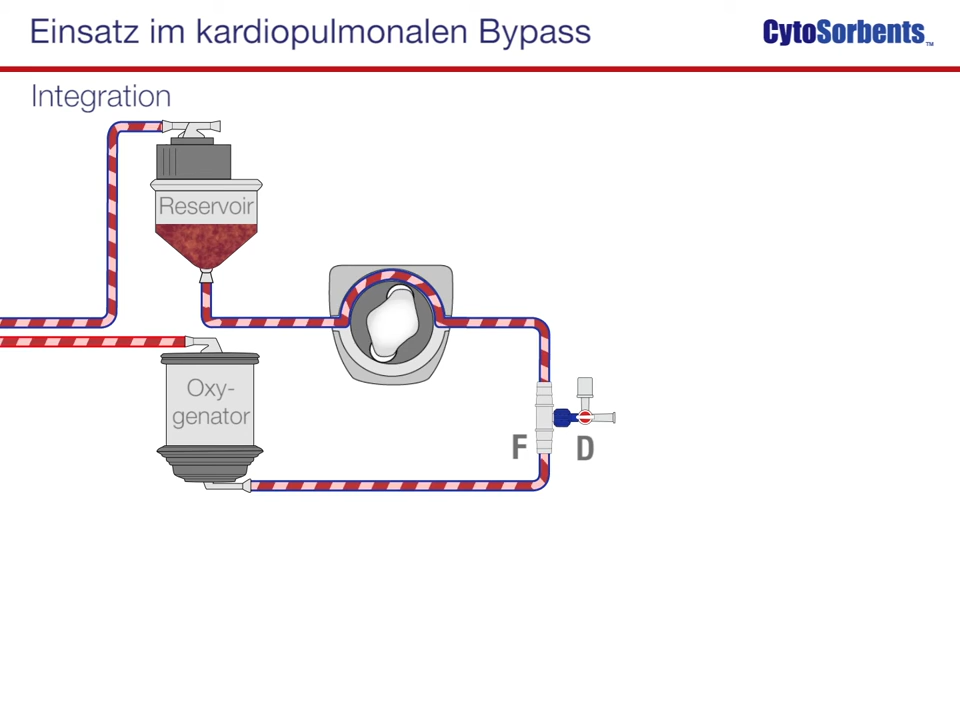 Einsatz im kardiopulmonalen Bypass
CytoSorbents™
Integration
Reservoir
Oxy-
genator
F
D